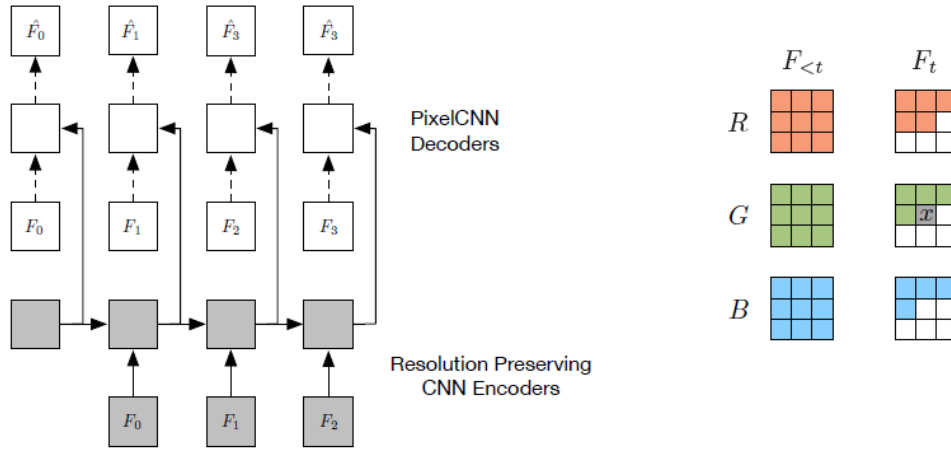 F̂₀ F̂₁ F̂₃ F̂₃
PixelCNN
Decoders
F₀ F₁ F₂ F₃
Resolution Preserving
CNN Encoders
F₀ F₁ F₂
F<t Fₜ
R
G x
B